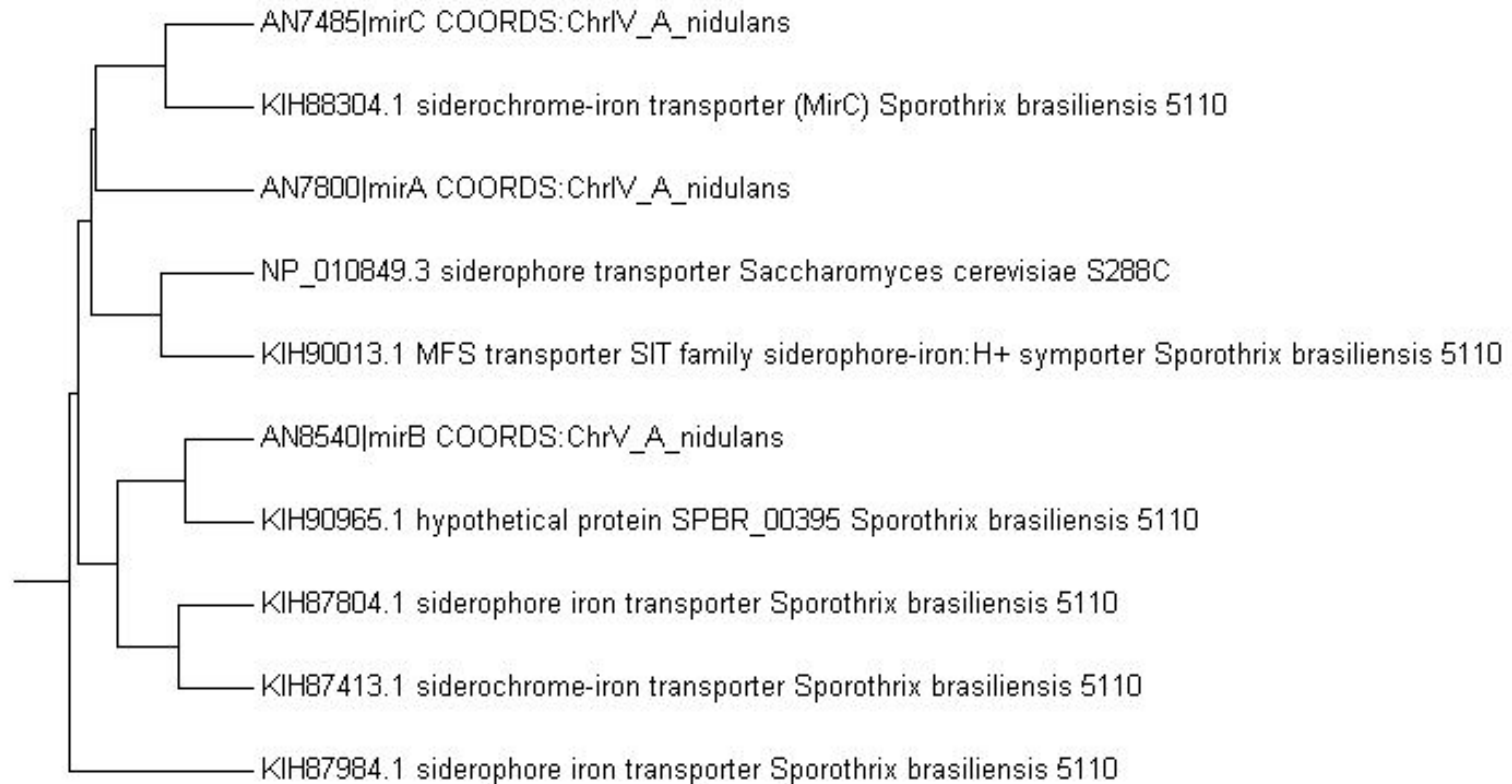 AN7485|mirC COORDS:ChrIV_A_nidulans
KIH88304.1 siderochrome-iron transporter (MirC) Sporothrix brasiliensis 5110
AN7800|mirA COORDS:ChrIV_A_nidulans
NP_010849.3 siderophore transporter Saccharomyces cerevisiae S288C
KIH90013.1 MFS transporter SIT family siderophore-iron:H+ symporter Sporothrix brasiliensis 5110
AN8540|mirB COORDS:ChrV_A_nidulans
KIH90965.1 hypothetical protein SPBR_00395 Sporothrix brasiliensis 5110
KIH87804.1 siderophore iron transporter Sporothrix brasiliensis 5110
KIH87413.1 siderochrome-iron transporter Sporothrix brasiliensis 5110
KIH87984.1 siderophore iron transporter Sporothrix brasiliensis 5110